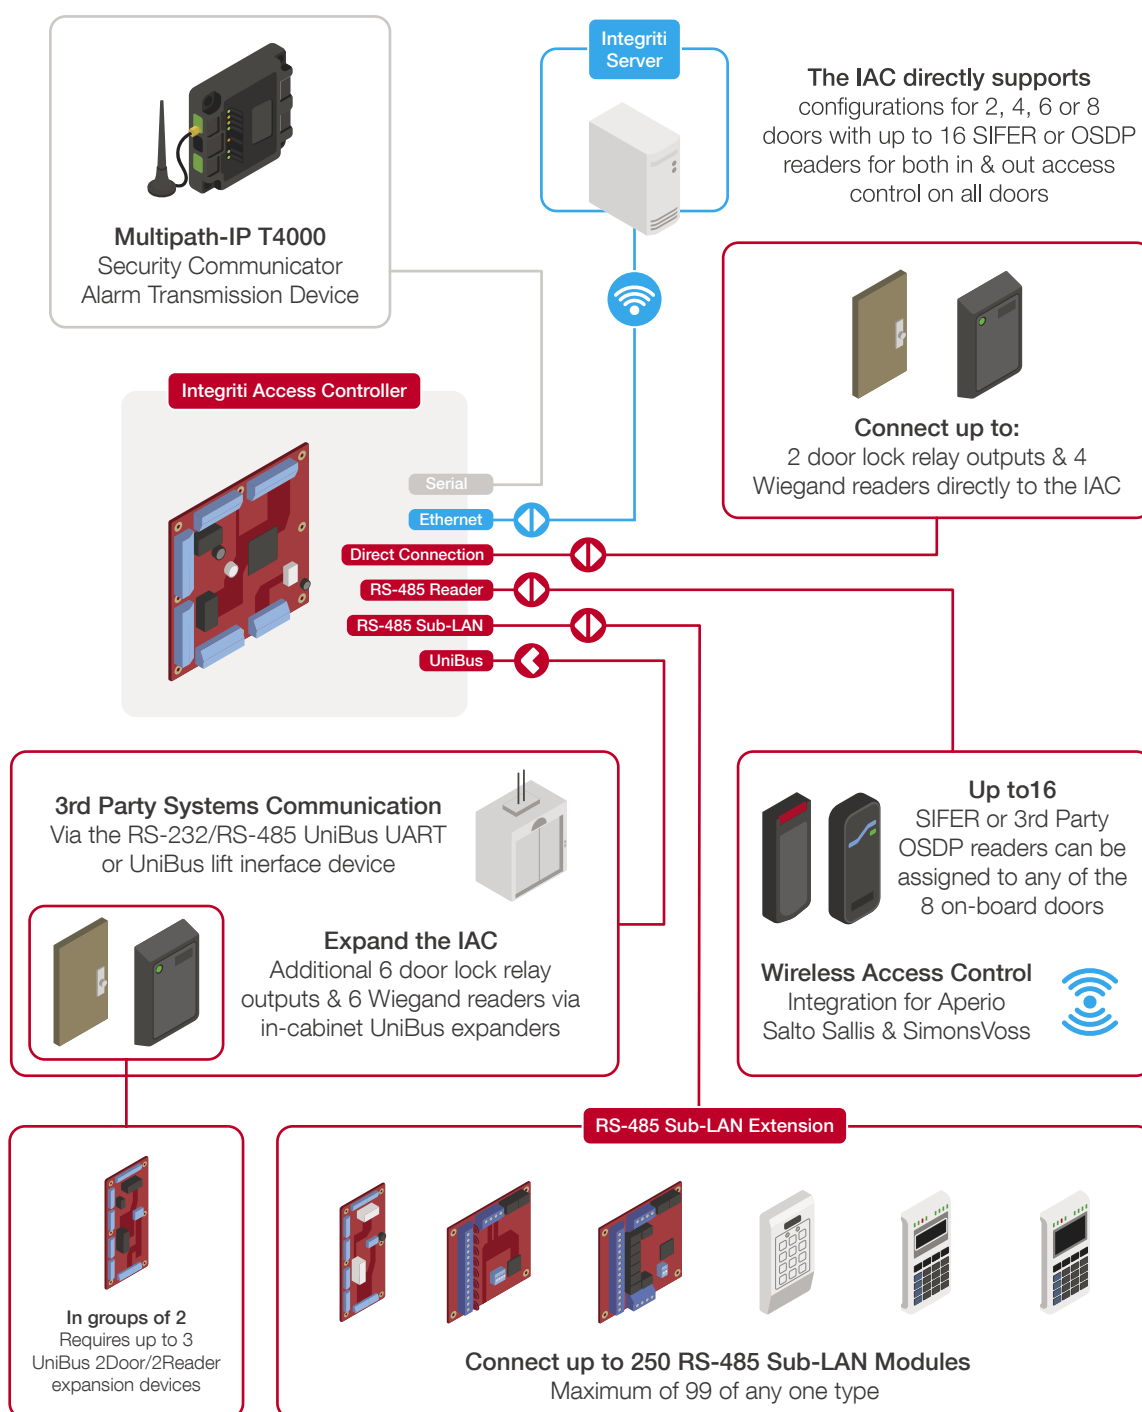 Integriti
Server
The IAC directly supports
configurations for 2, 4, 6 or 8
doors with up to 16 SIFER or OSDP
readers for both in & out access
control on all doors
Multipath-IP T4000
Security Communicator
Alarm Transmission Device
Integriti Access Controller
Connect up to:
2 door lock relay outputs & 4
Wiegand readers directly to the IAC
Serial
Ethernet
Direct Connection
RS-485 Reader
RS-485 Sub-LAN
UniBus
3rd Party Systems Communication
Via the RS-232/RS-485 UniBus UART
or UniBus lift inerface device
Expand the IAC
Additional 6 door lock relay
outputs & 6 Wiegand readers via
in-cabinet UniBus expanders
Up to16
SIFER or 3rd Party
OSDP readers can be
assigned to any of the
8 on-board doors
Wireless Access Control
Integration for Aperio
Salto Sallis & SimonsVoss
In groups of 2
Requires up to 3
UniBus 2Door/2Reader
expansion devices
RS-485 Sub-LAN Extension
Connect up to 250 RS-485 Sub-LAN Modules
Maximum of 99 of any one type